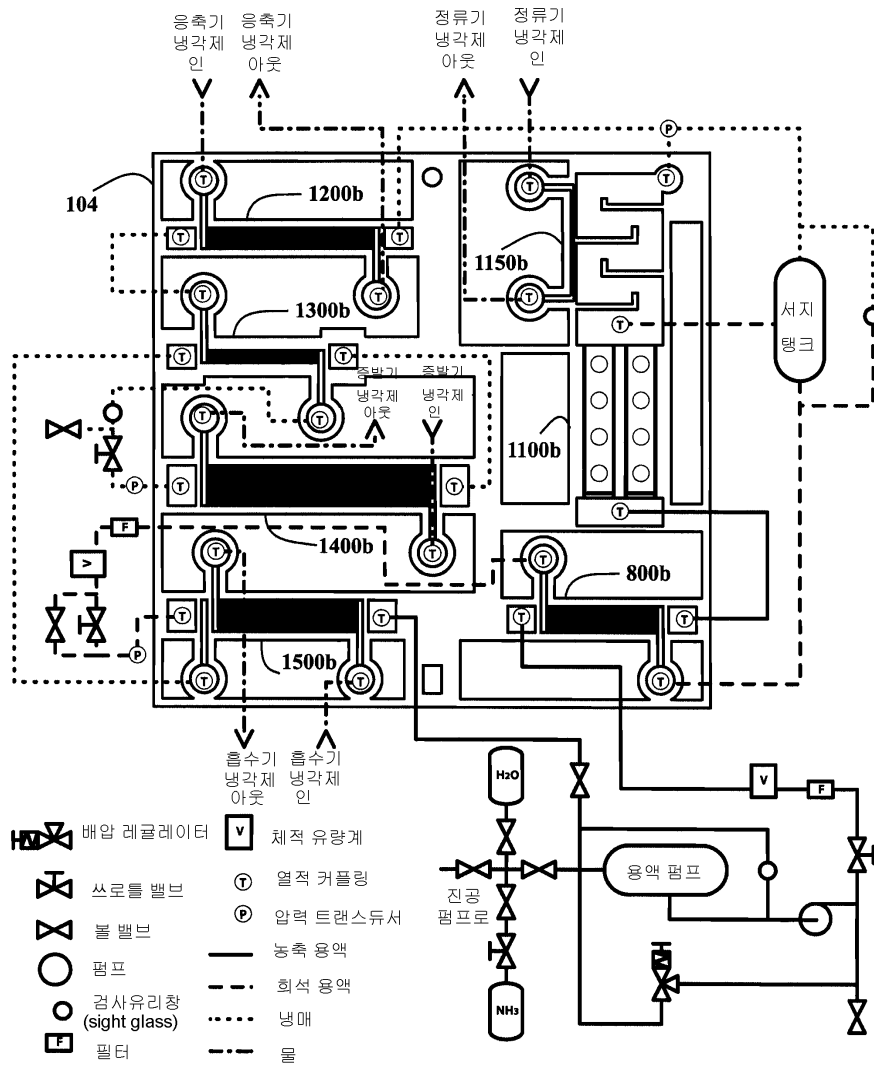 응축기 응축기
냉각제 냉각제
인 아웃
정류기 정류기
냉각제 냉각제
아웃 인
P
104
T
T
T
1200b
T
T
1150b
T
T
T
T
1300b
T
서지
탱크
T
T
증발기 증발기
냉각제 냉각제
아웃 인
T
T
1100b
P
T
T
F
1400b
T
T
T
T
800b
V
T
T
T
T
P
1500b
T
T
T
흡수기 흡수기
냉각제 냉각제
아웃 인
H2O
V
F
배압 레귤레이터
V
체적 유량계
쓰로틀 밸브
T
열적 커플링
진공
펌프로
용액 펌프
볼 밸브
P
압력 트랜스듀서
펌프
농축 용액
검사유리창
(sight glass)
희석 용액
냉매
NH3
F
필터
물